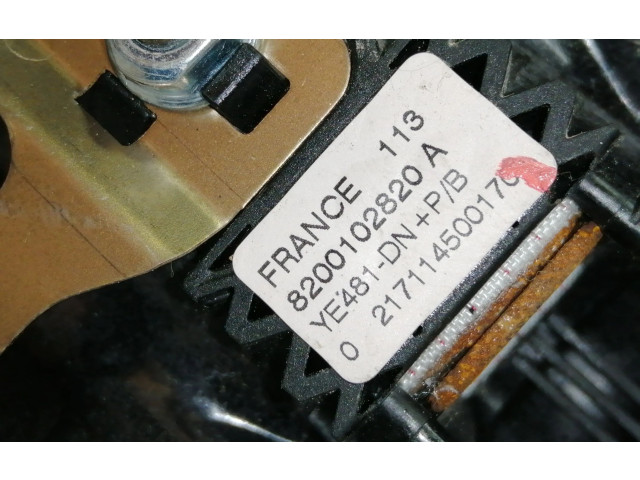 FRANCE 113
8200102820 A
YE481-DN+P/B
0 21711450017